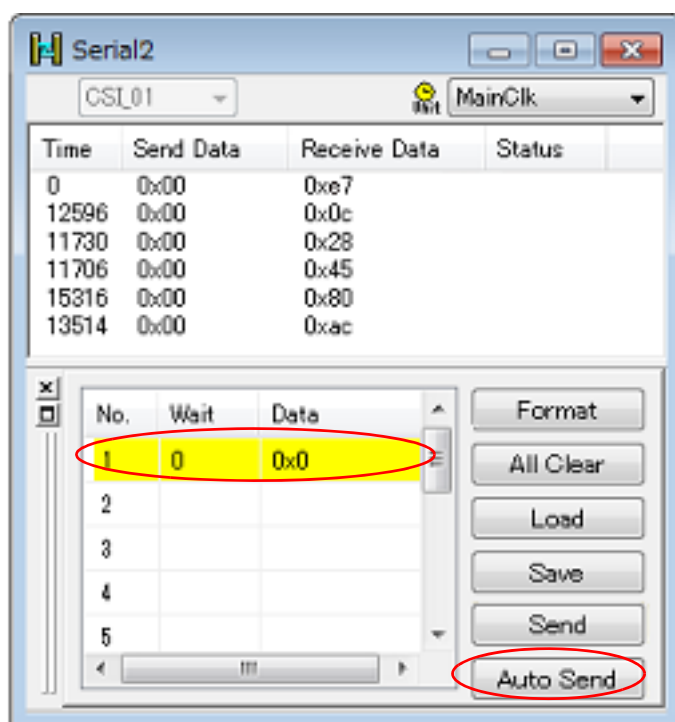 Serial2
CSI_01 Unit MainClk
Time Send Data Receive Data Status
0 0x00 0xe7
12596 0x00 0x0c
11730 0x00 0x28
11706 0x00 0x45
15316 0x00 0x80
13514 0x00 0xac
No. Wait Data
1 0 0x0
2
3
4
5
Format
All Clear
Load
Save
Send
Auto Send